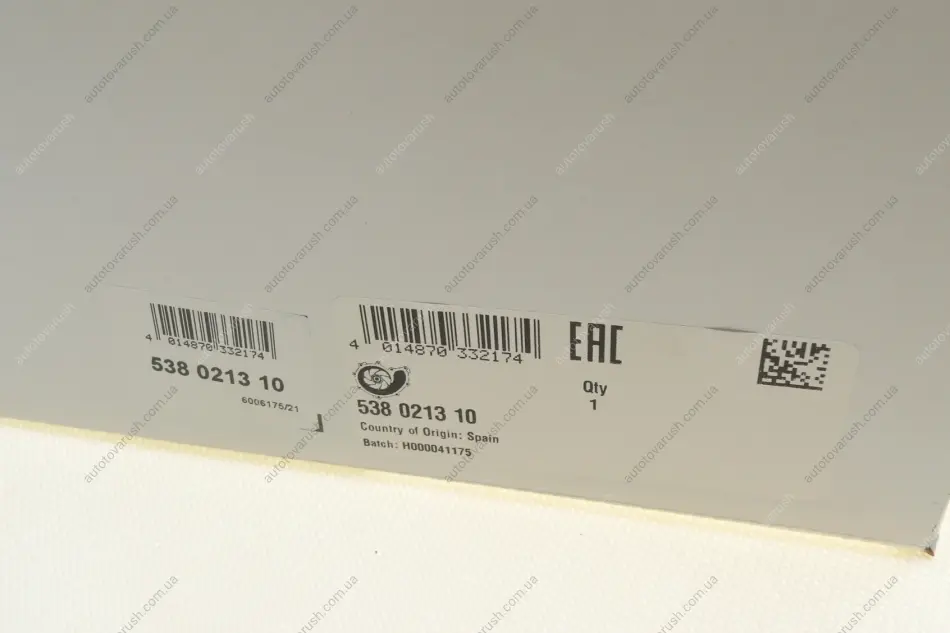 4 014870 332174
538 0213 10
6006175/21
4 014870 332174
EAC
538 0213 10
Qty
1
Country of Origin: Spain
Batch: H000041175
autotovarush.com.ua